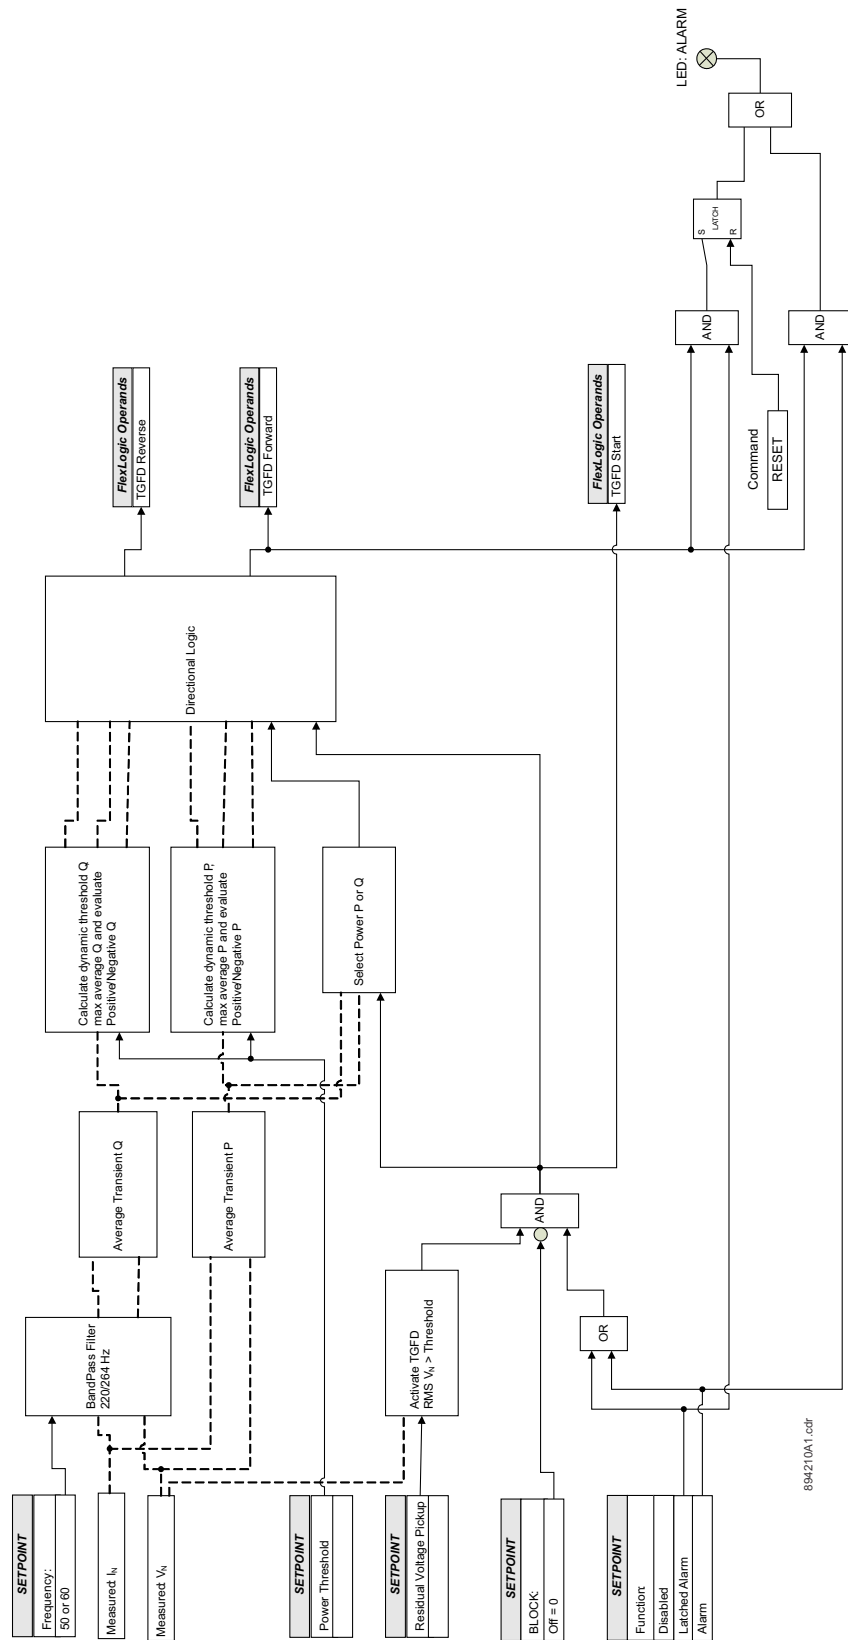 SETPOINT
Frequency:
50 or 60
Measured IN
Measured VN
SETPOINT
Power Threshold
SETPOINT
Residual Voltage Pickup
SETPOINT
BLOCK:
Off = 0
SETPOINT
Function:
Disabled
Latched Alarm
Alarm
BandPass Filter
220/264 Hz
Activate TGFD
RMS VN > Threshold
OR
Average Transient Q
Average Transient P
AND
Calculate dynamic threshold Q,
max average Q and evaluate
Positive/Negative Q
Calculate dynamic threshold P,
max average P and evaluate
Positive/Negative P
Select Power P or Q
Directional Logic
FlexLogic Operands
TGFD Reverse
FlexLogic Operands
TGFD Forward
FlexLogic Operands
TGFD Start
Command
RESET
AND
AND
S
LATCH
R
OR
LED: ALARM
894210A1.cdr